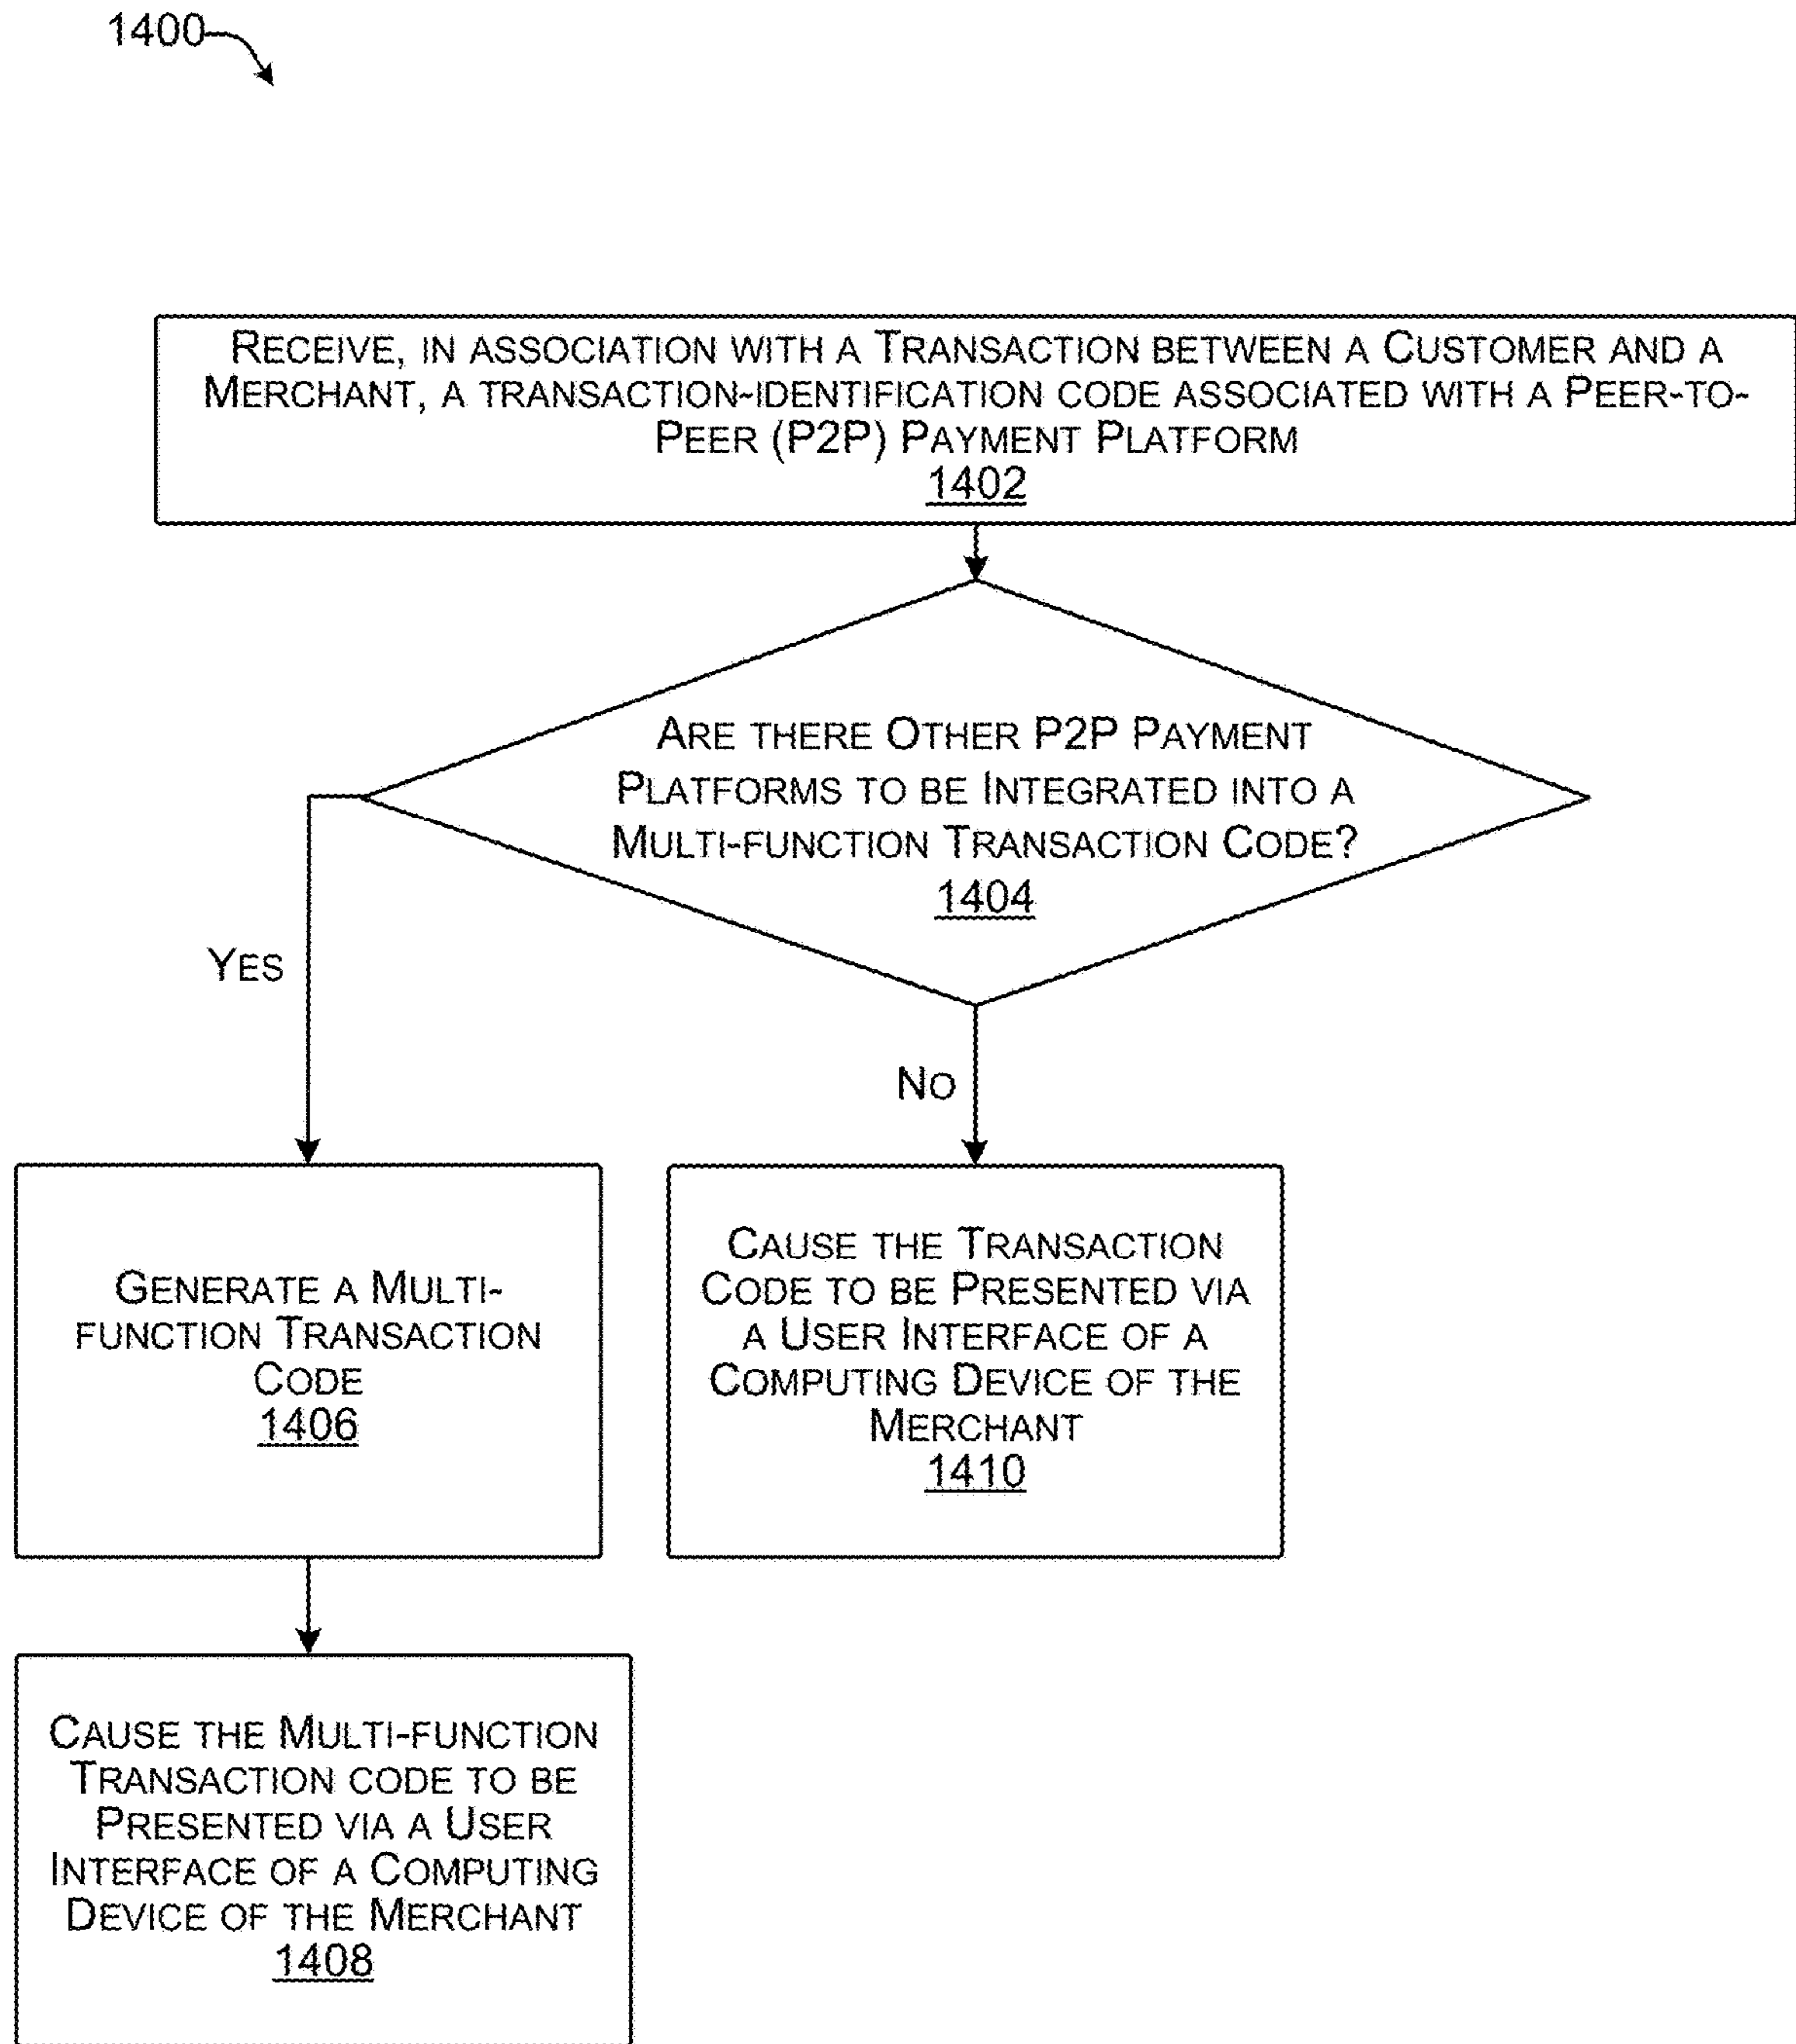 1400
RECEIVE, IN ASSOCIATION WITH A TRANSACTION BETWEEN A CUSTOMER AND A
MERCHANT, A TRANSACTION-IDENTIFICATION CODE ASSOCIATED WITH A PEER-TO-
PEER (P2P) PAYMENT PLATFORM
1402
ARE THERE OTHER P2P PAYMENT
PLATFORMS TO BE INTEGRATED INTO A
MULTI-FUNCTION TRANSACTION CODE?
1404
YES
NO
GENERATE A MULTI-
FUNCTION TRANSACTION
CODE
1406
CAUSE THE TRANSACTION
CODE TO BE PRESENTED VIA
A USER INTERFACE OF A
COMPUTING DEVICE OF THE
MERCHANT
1410
CAUSE THE MULTI-FUNCTION
TRANSACTION CODE TO BE
PRESENTED VIA A USER
INTERFACE OF A COMPUTING
DEVICE OF THE MERCHANT
1408